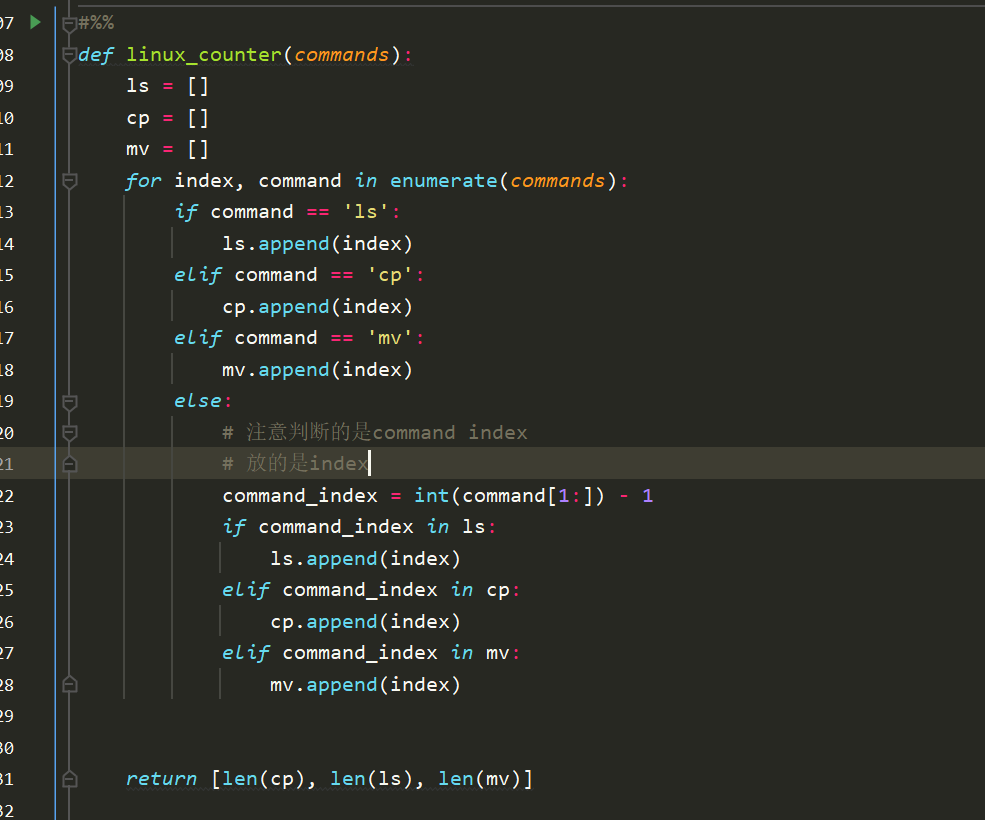 07 #%%
08 def linux_counter(commands):
09 ls = []
10 cp = []
11 mv = []
12 for index, command in enumerate(commands):
13 if command == 'ls':
14 ls.append(index)
15 elif command == 'cp':
16 cp.append(index)
17 elif command == 'mv':
18 mv.append(index)
19 else:
20 # 注意判断的是command index
21 # 放的是index
22 command_index = int(command[1:]) - 1
23 if command_index in ls:
24 ls.append(index)
25 elif command_index in cp:
26 cp.append(index)
27 elif command_index in mv:
28 mv.append(index)
29
30
31 return [len(cp), len(ls), len(mv)]
32